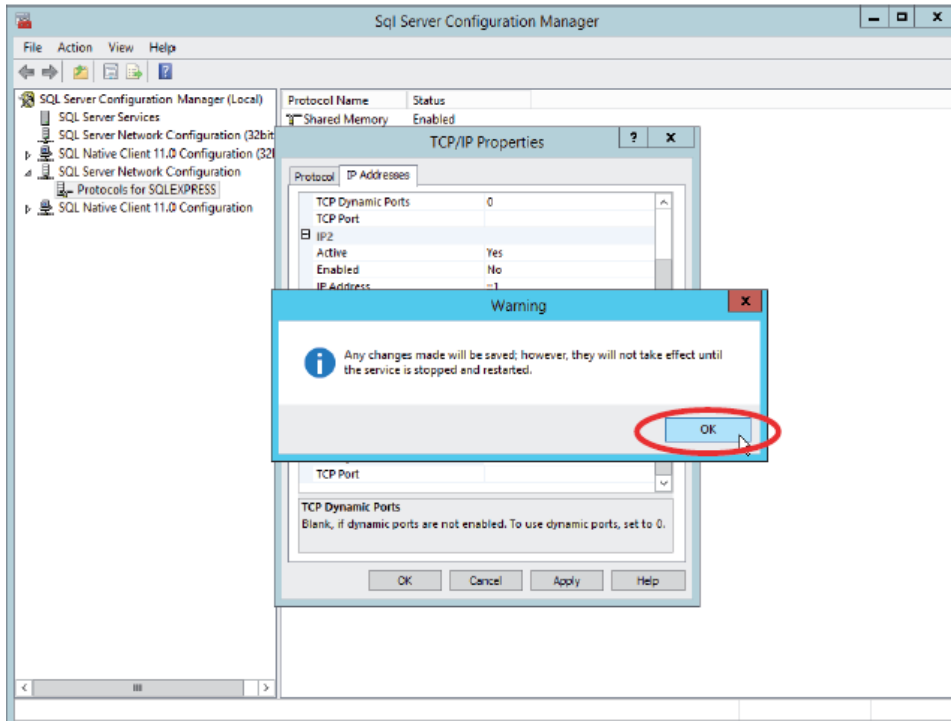 Sql Server Configuration Manager
File Action View Help
SQL Server Configuration Manager (Local)
SQL Server Services
SQL Server Network Configuration (32bit
SQL Native Client 11.0 Configuration (32l
SQL Server Network Configuration
Protocols for SQLEXPRESS
SQL Native Client 11.0 Configuration
Protocol Name Status
Shared Memory Enabled
TCP/IP Properties
Protocol IP Addresses
TCP Dynamic Ports 0
TCP Port
IP2
Active Yes
Enabled No
IP Address
Warning
Any changes made will be saved; however, they will not take effect until
the service is stopped and restarted.
OK
TCP Port
TCP Dynamic Ports
Blank, if dynamic ports are not enabled. To use dynamic ports, set to 0.
OK Cancel Apply Help